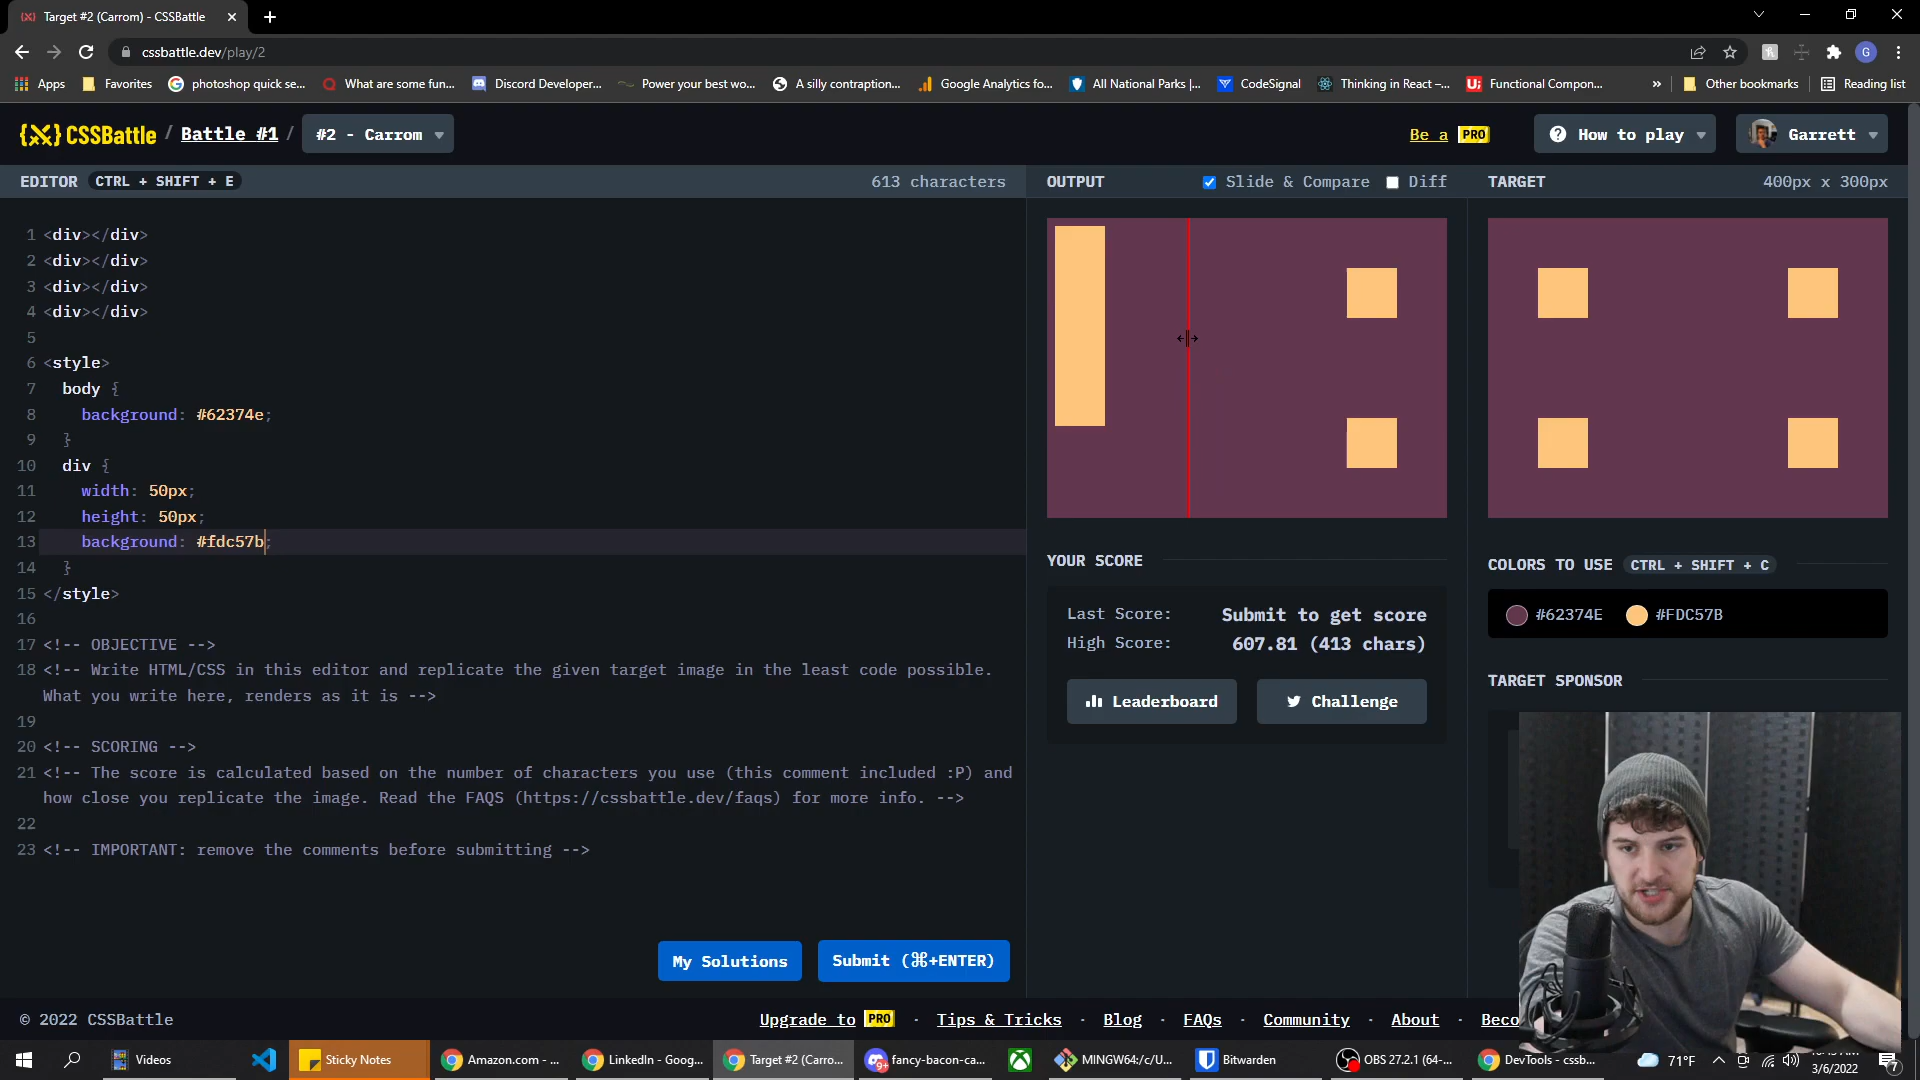 Target #2 (Carrom) - CSSBattle
cssbattle.dev/play/2
G
Apps
Favorites
photoshop quick se...
What are some fun...
Discord Developer...
Power your best wo...
A silly contraption...
Google Analytics fo...
All National Parks |...
CodeSignal
Thinking in React –...
Functional Compon...
»
Other bookmarks
Reading list
CSSBattle / Battle #1 / #2 - Carrom
Be a PRO
How to play
Garrett
EDITOR CTRL + SHIFT + E
613 characters
OUTPUT
Slide & Compare
Diff
TARGET
400px x 300px
1 <div></div>
2 <div></div>
3 <div></div>
4 <div></div>
5
6 <style>
7 body {
8 background: #62374e;
9 }
10 div {
11 width: 50px;
12 height: 50px;
13 background: #fdc57b;
14 }
15 </style>
16
17 <!-- OBJECTIVE -->
18 <!-- Write HTML/CSS in this editor and replicate the given target image in the least code possible.
What you write here, renders as it is -->
19
20 <!-- SCORING -->
21 <!-- The score is calculated based on the number of characters you use (this comment included :P) and
how close you replicate the image. Read the FAQS (https://cssbattle.dev/faqs) for more info. -->
22
23 <!-- IMPORTANT: remove the comments before submitting -->
My Solutions
Submit (⌘+ENTER)
YOUR SCORE
Last Score: Submit to get score
High Score: 607.81 (413 chars)
Leaderboard
Challenge
COLORS TO USE CTRL + SHIFT + C
#62374E
#FDC57B
TARGET SPONSOR
© 2022 CSSBattle
Upgrade to PRO · Tips & Tricks · Blog · FAQs · Community · About · Beco
Videos
Sticky Notes
Amazon.com - ...
LinkedIn - Goog...
Target #2 (Carro...
9+
fancy-bacon-ca...
MINGW64:/c/U...
Bitwarden
OBS 27.2.1 (64-...
DevTools - cssb...
71°F
3/6/2022
7